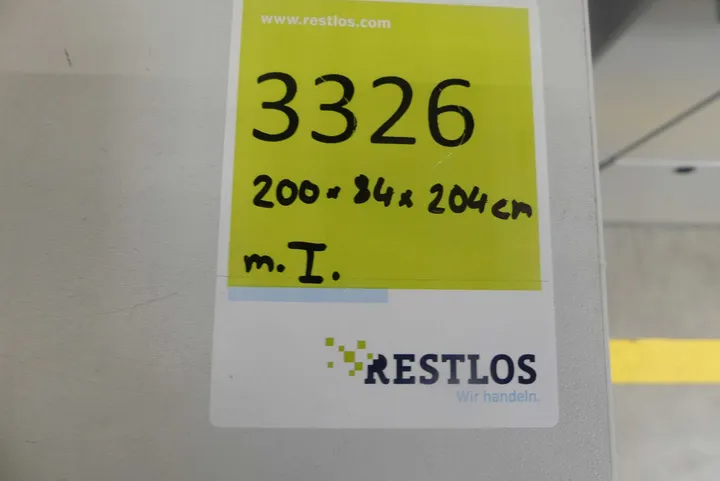 www.restlos.com
3326
200 x 84 x 204 cm
m. I.
RESTLOS
Wir handeln.